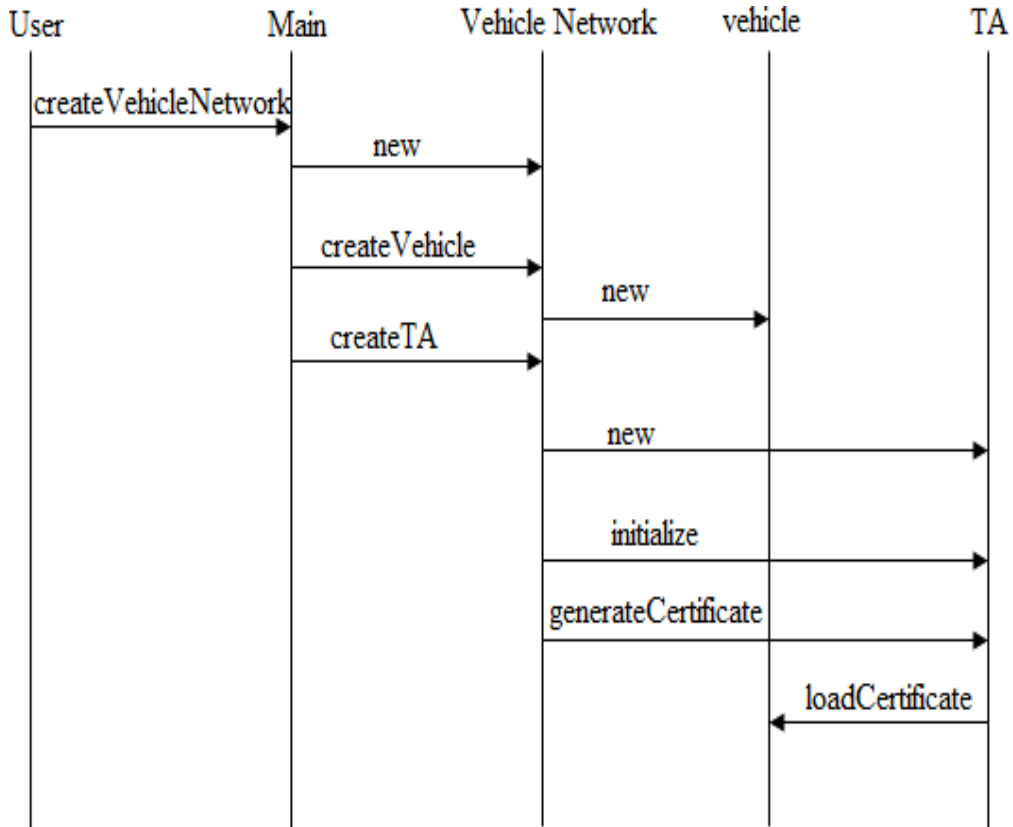 User Main Vehicle Network vehicle TA
createVehicleNetwork
new
createVehicle
new
createTA
new
initialize
generateCertificate
loadCertificate